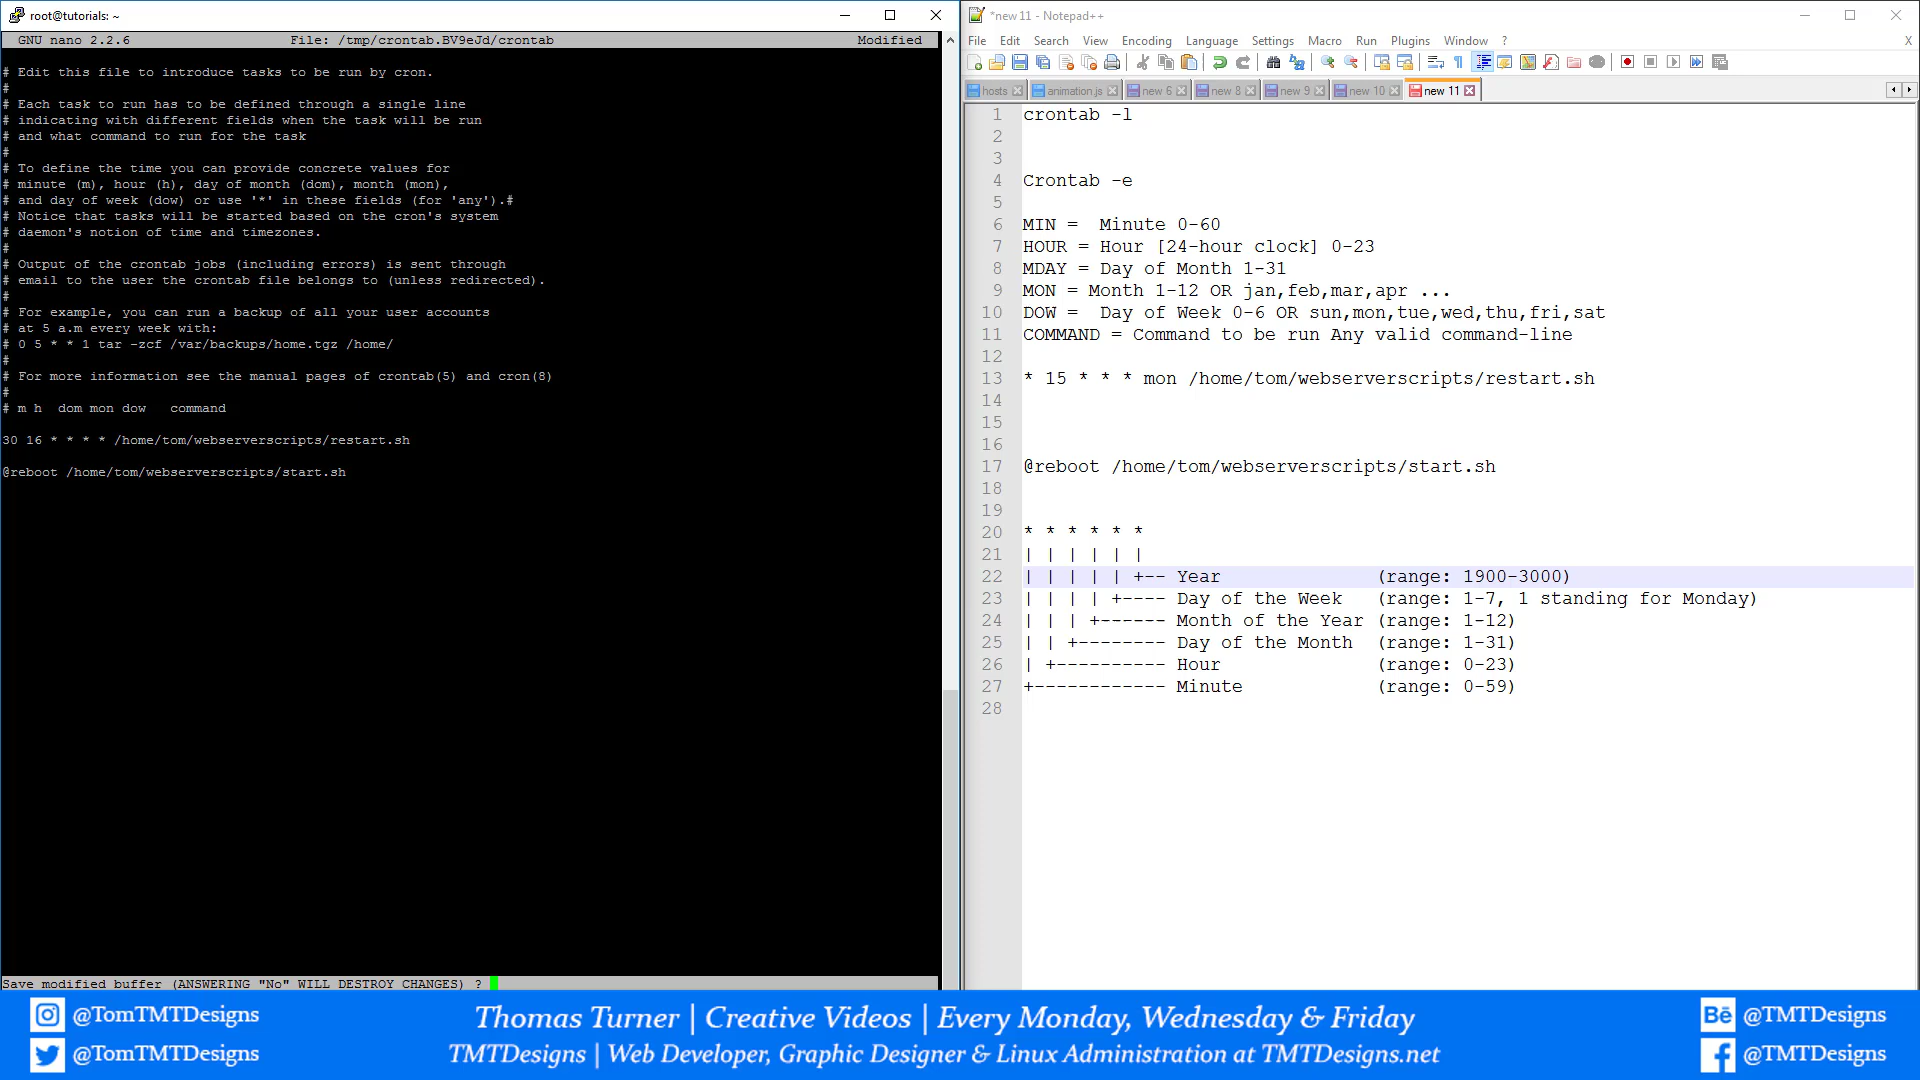 root@tutorials: ~
GNU nano 2.2.6 File: /tmp/crontab.BV9eJd/crontab Modified
# Edit this file to introduce tasks to be run by cron.
#
# Each task to run has to be defined through a single line
# indicating with different fields when the task will be run
# and what command to run for the task
#
# To define the time you can provide concrete values for
# minute (m), hour (h), day of month (dom), month (mon),
# and day of week (dow) or use '*' in these fields (for 'any').#
# Notice that tasks will be started based on the cron's system
# daemon's notion of time and timezones.
#
# Output of the crontab jobs (including errors) is sent through
# email to the user the crontab file belongs to (unless redirected).
#
# For example, you can run a backup of all your user accounts
# at 5 a.m every week with:
# 0 5 * * 1 tar -zcf /var/backups/home.tgz /home/
#
# For more information see the manual pages of crontab(5) and cron(8)
#
# m h  dom mon dow   command
30 16 * * * * /home/tom/webserverscripts/restart.sh
@reboot /home/tom/webserverscripts/start.sh
Save modified buffer (ANSWERING "No" WILL DESTROY CHANGES) ?
*new 11 - Notepad++
File Edit Search View Encoding Language Settings Macro Run Plugins Window ? X
hosts animation.js new 6 new 8 new 9 new 10 new 11
1 crontab -l
2
3
4 Crontab -e
5
6 MIN =  Minute 0-60
7 HOUR = Hour [24-hour clock] 0-23
8 MDAY = Day of Month 1-31
9 MON = Month 1-12 OR jan,feb,mar,apr ...
10 DOW =  Day of Week 0-6 OR sun,mon,tue,wed,thu,fri,sat
11 COMMAND = Command to be run Any valid command-line
12
13 * 15 * * * mon /home/tom/webserverscripts/restart.sh
14
15
16
17 @reboot /home/tom/webserverscripts/start.sh
18
19
20 * * * * * *
21 | | | | | |
22 | | | | | +-- Year              (range: 1900-3000)
23 | | | | +---- Day of the Week   (range: 1-7, 1 standing for Monday)
24 | | | +------ Month of the Year (range: 1-12)
25 | | +-------- Day of the Month  (range: 1-31)
26 | +---------- Hour              (range: 0-23)
27 +------------ Minute            (range: 0-59)
28
@TomTMTDesigns
@TomTMTDesigns
Thomas Turner | Creative Videos | Every Monday, Wednesday & Friday
TMTDesigns | Web Developer, Graphic Designer & Linux Administration at TMTDesigns.net
Bē @TMTDesigns
@TMTDesigns